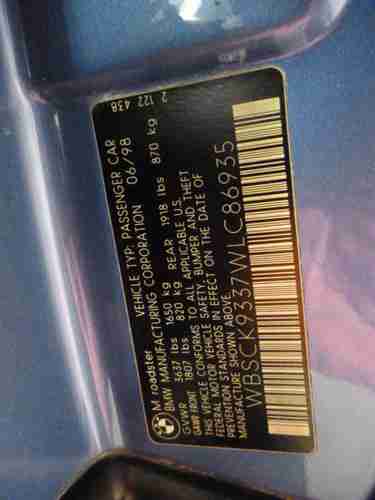 M roadster VEHICLE TYP: PASSENGER CAR
BMW MANUFACTURING CORPORATION 06/98
GVWR 3637 lbs 1650 kg
GAWR FRONT 1807 lbs 820 kg REAR 1918 lbs 870 kg
THIS VEHICLE CONFORMS TO ALL APPLICABLE U.S.
FEDERAL MOTOR VEHICLE SAFETY, BUMPER AND THEFT
PREVENTION STANDARDS IN EFFECT ON THE DATE OF
MANUFACTURE SHOWN ABOVE.
WBSCK9337WLC86935
2 122 438